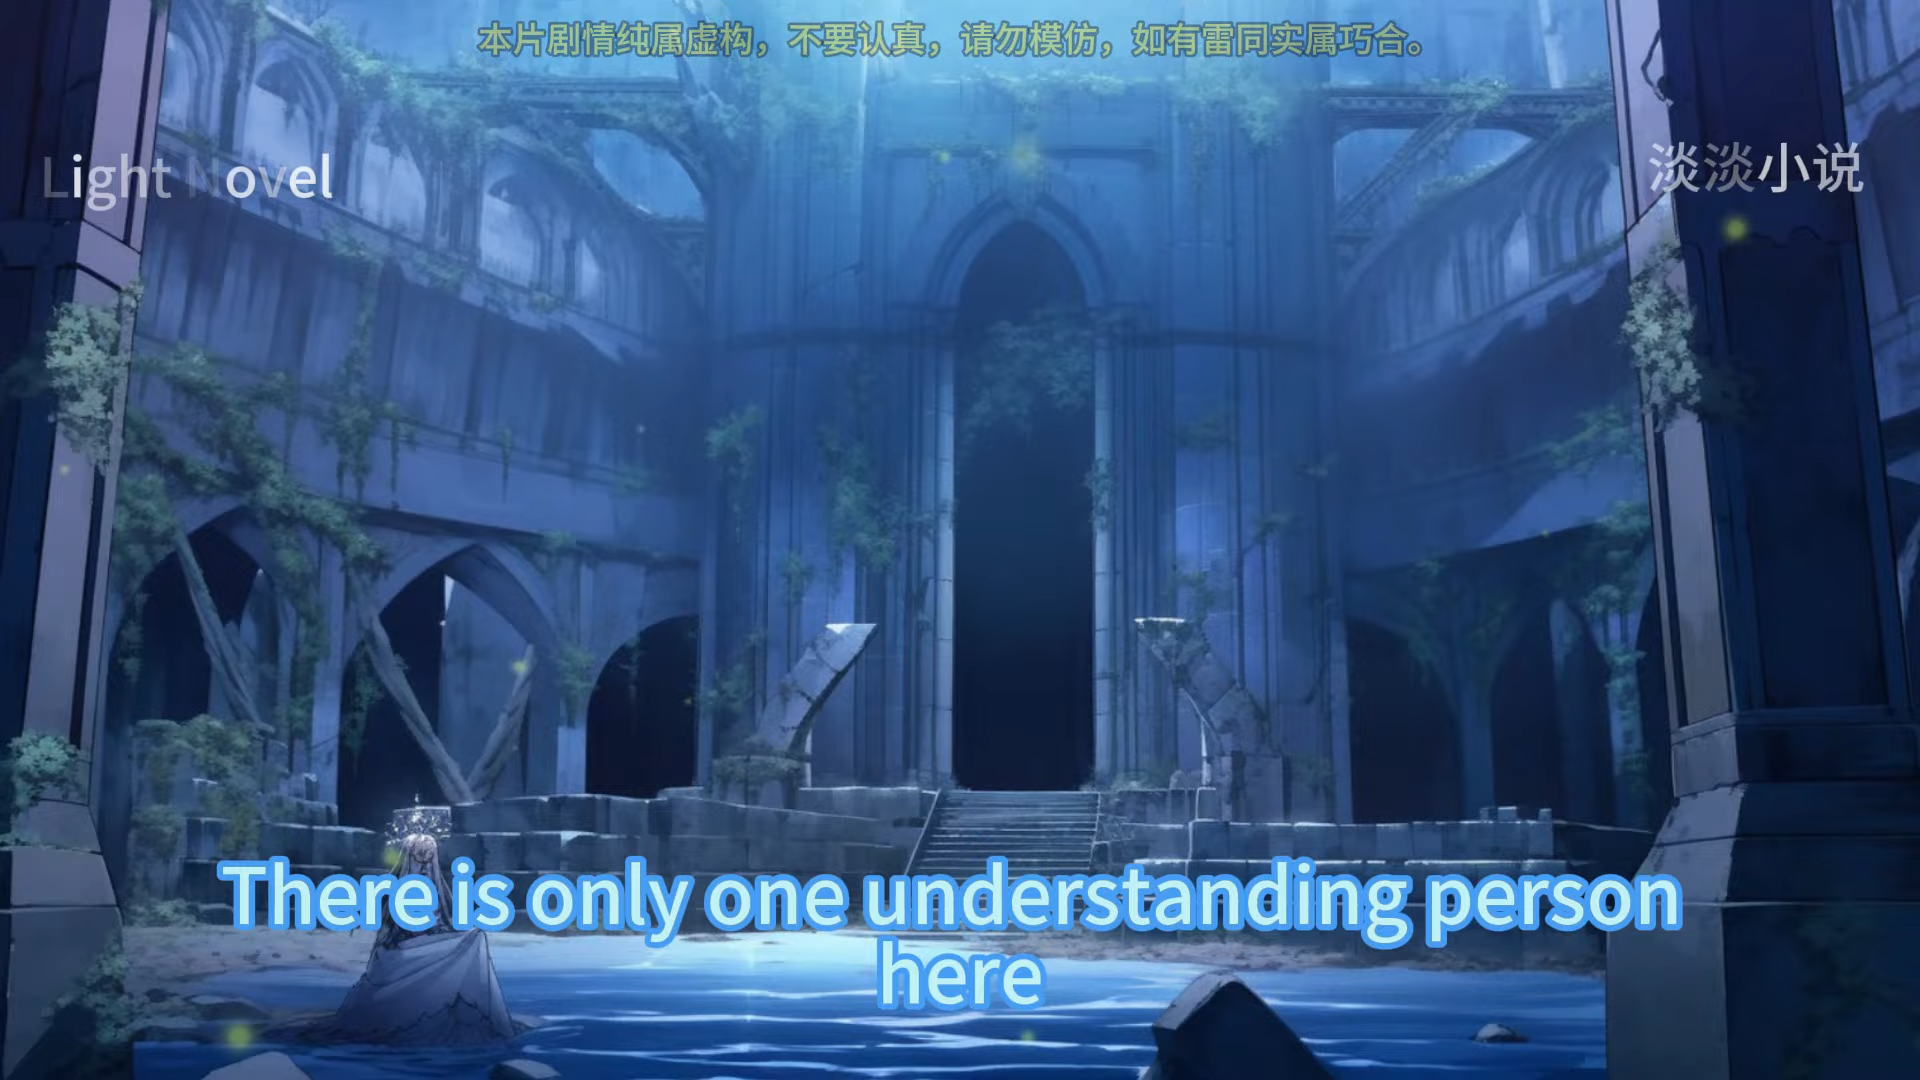 本片剧情纯属虚构，不要认真，请勿模仿，如有雷同实属巧合。
Light Novel
淡淡小说
There is only one understanding person
here